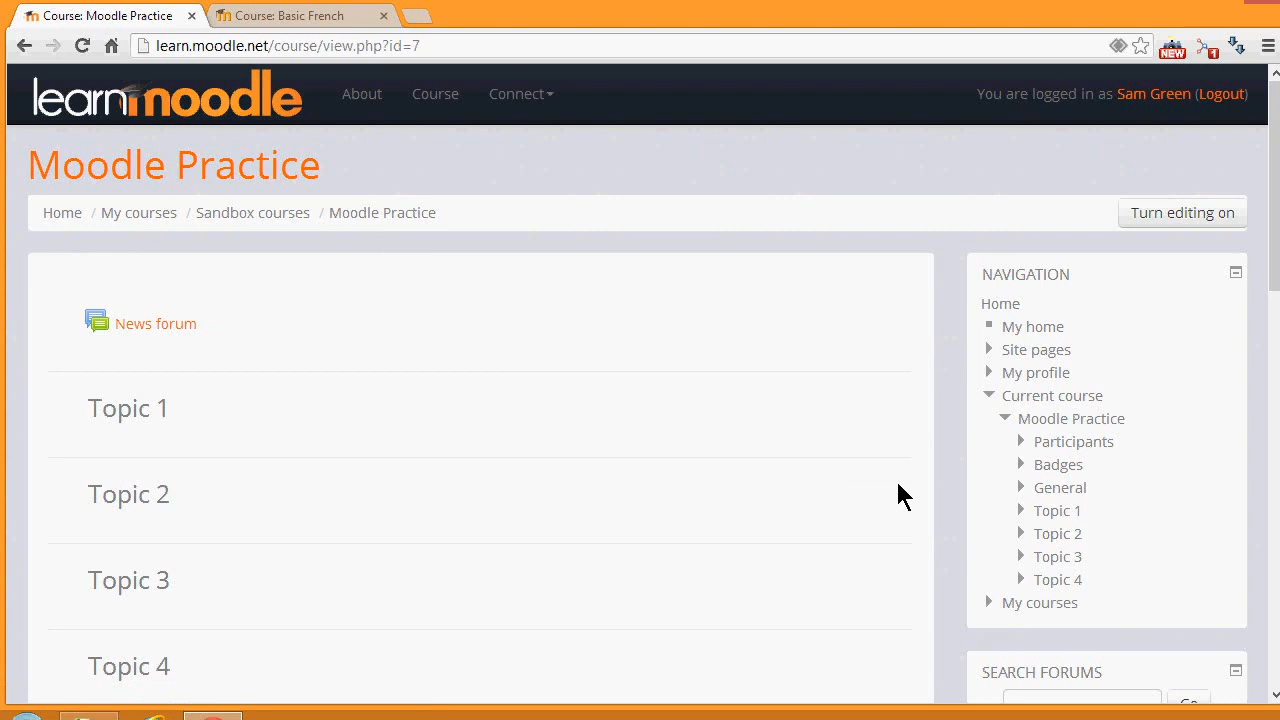 Course: Moodle Practice
Course: Basic French
learn.moodle.net/course/view.php?id=7
NEW
1
learnmoodle
About
Course
Connect
You are logged in as Sam Green (Logout)
Moodle Practice
Home / My courses / Sandbox courses / Moodle Practice
Turn editing on
News forum
Topic 1
Topic 2
Topic 3
Topic 4
NAVIGATION
Home
My home
Site pages
My profile
Current course
Moodle Practice
Participants
Badges
General
Topic 1
Topic 2
Topic 3
Topic 4
My courses
SEARCH FORUMS
Go